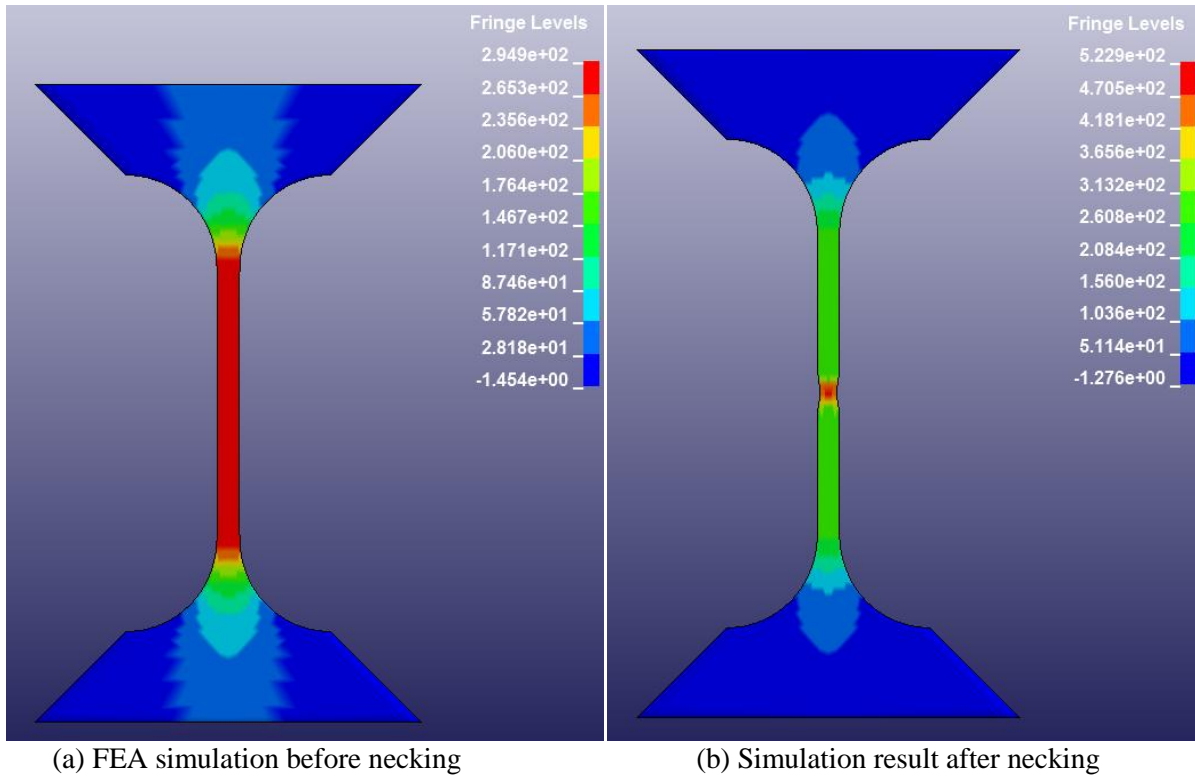 Fringe Levels
2.949e+02
2.653e+02
2.356e+02
2.060e+02
1.764e+02
1.467e+02
1.171e+02
8.746e+01
5.782e+01
2.818e+01
-1.454e+00
Fringe Levels
5.229e+02
4.705e+02
4.181e+02
3.656e+02
3.132e+02
2.608e+02
2.084e+02
1.560e+02
1.036e+02
5.114e+01
-1.276e+00
(a) FEA simulation before necking
(b) Simulation result after necking